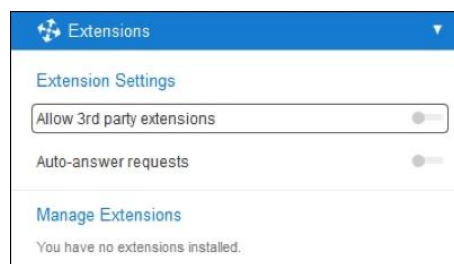 Extensions
Extension Settings
Allow 3rd party extensions
Auto-answer requests
Manage Extensions
You have no extensions installed.